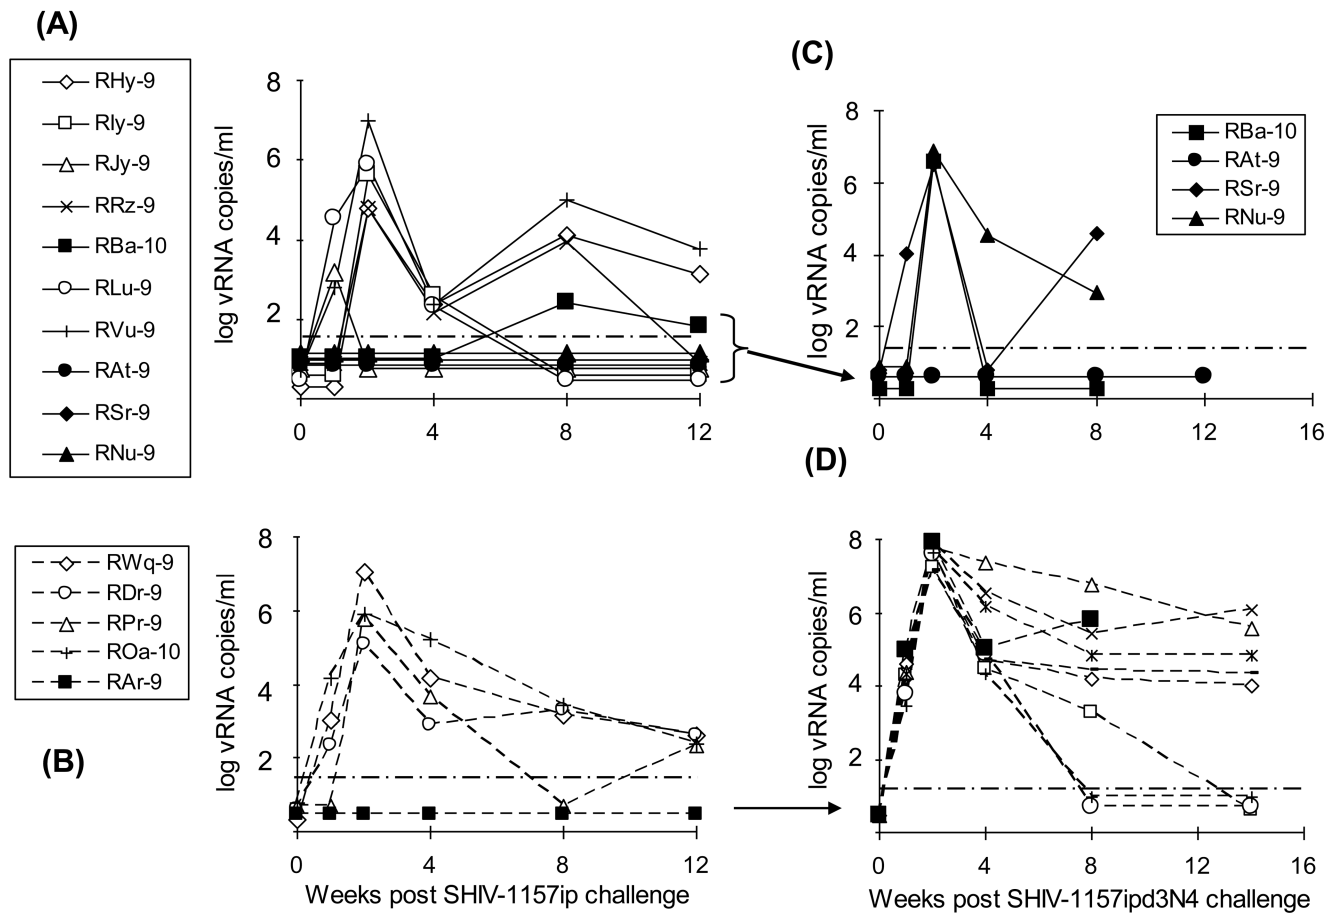 (A)
RHy-9
RIy-9
RJy-9
RRz-9
RBa-10
RLu-9
RVu-9
RAt-9
RSr-9
RNu-9
log vRNA copies/ml
8
6
4
2
0 4 8 12
(C)
log vRNA copies/ml
8
6
4
2
0 4 8 12 16
RBa-10
RAt-9
RSr-9
RNu-9
(B)
RWq-9
RDr-9
RPr-9
ROa-10
RAr-9
log vRNA copies/ml
8
6
4
2
0 4 8 12
Weeks post SHIV-1157ip challenge
(D)
log vRNA copies/ml
8
6
4
2
0 4 8 12 16
Weeks post SHIV-1157ipd3N4 challenge